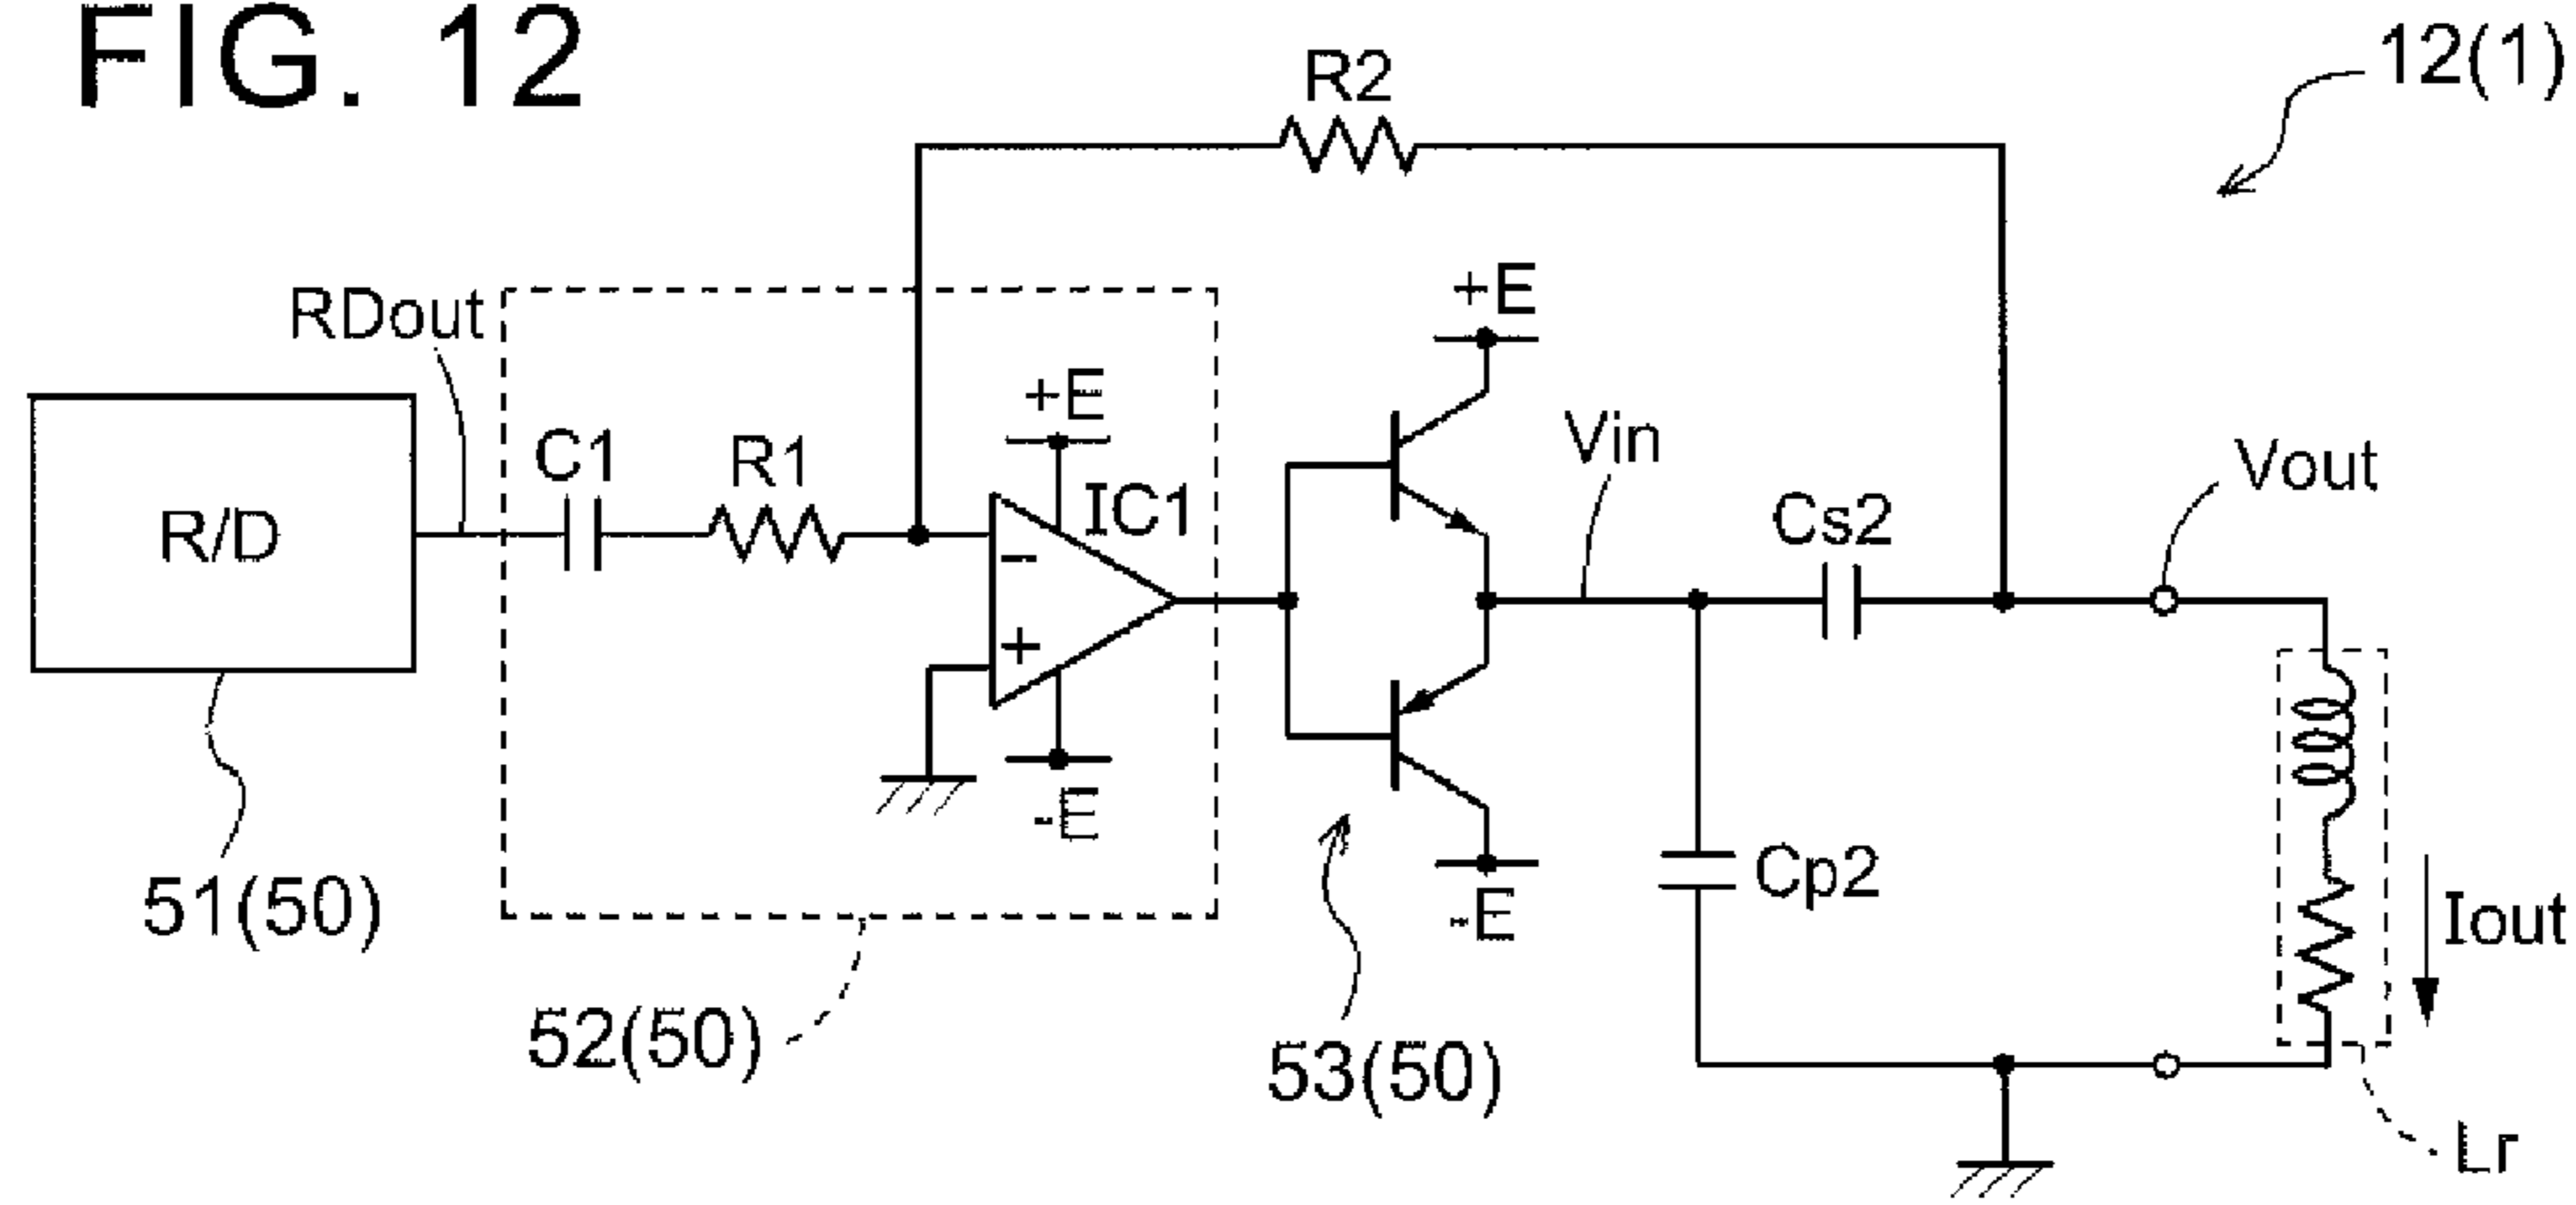 FIG. 12
R2
12(1)
RDout
+E
+E
C1
R1
IC1
Vin
Vout
R/D
Cs2
−
+
-E
Cp2
-E
Iout
51(50)
52(50)
53(50)
Lr